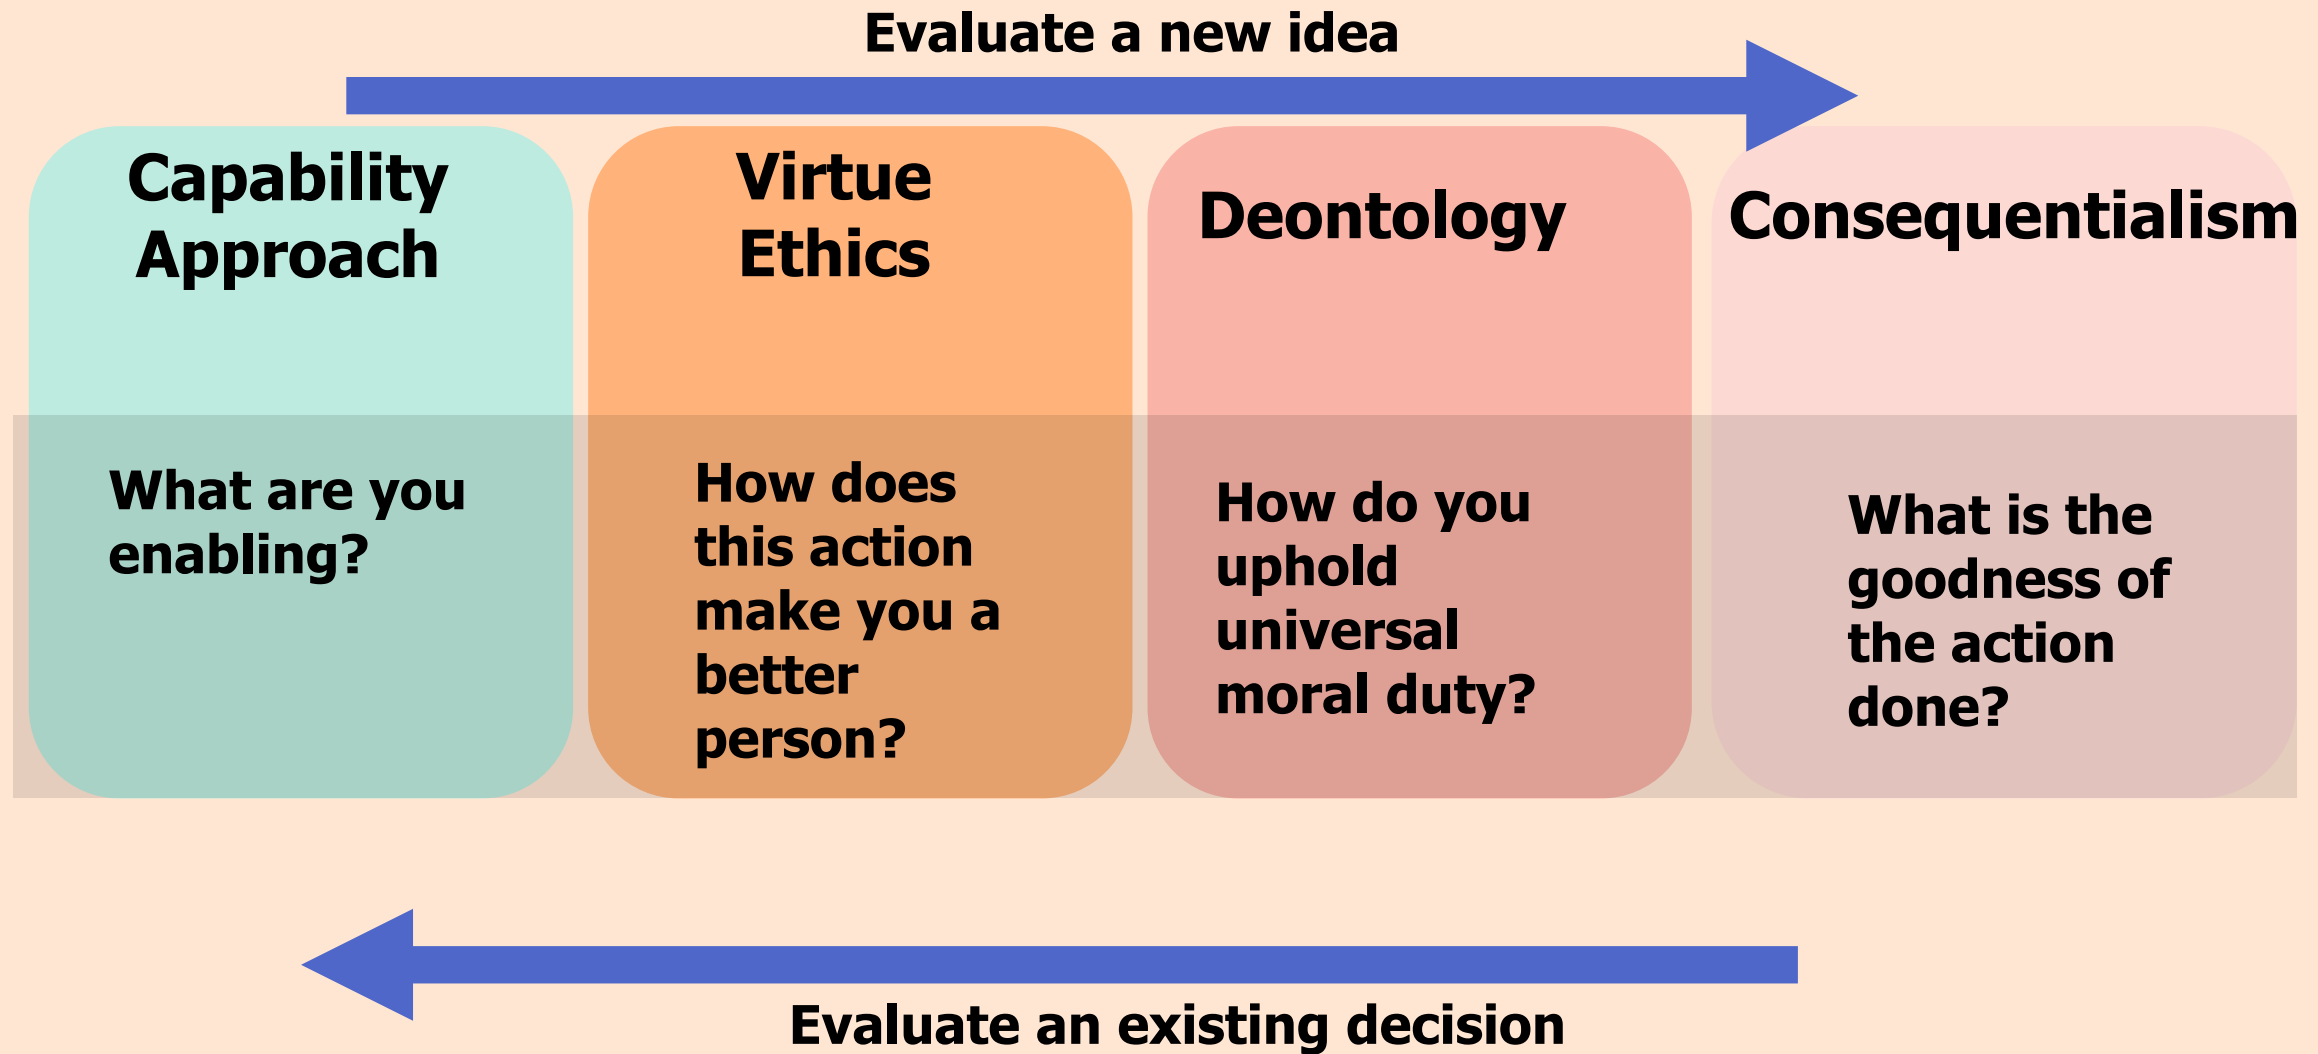 Evaluate a new idea
Capability
Approach
Virtue
Ethics
Deontology
Consequentialism
What are you
enabling?
How does
this action
make you a
better
person?
How do you
uphold
universal
moral duty?
What is the
goodness of
the action
done?
Evaluate an existing decision